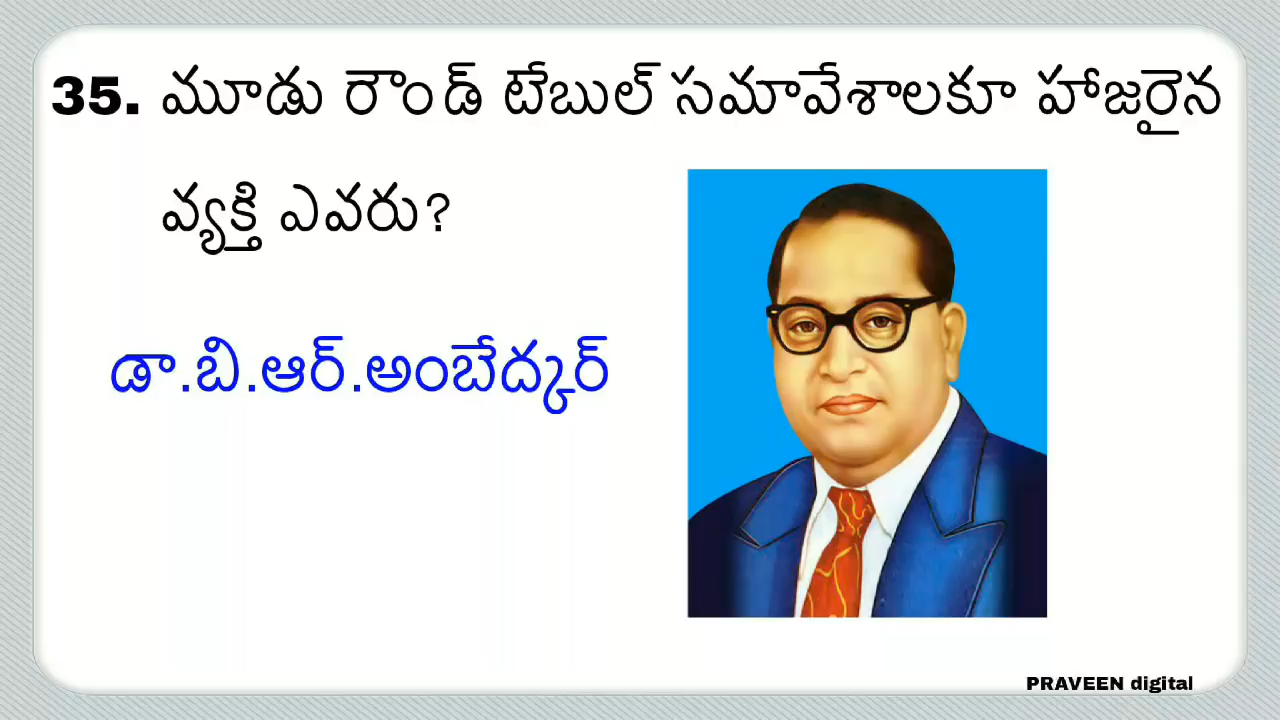 35. మూడు రౌండ్ టేబుల్ సమావేశాలకూ హాజరైన
వ్యక్తి ఎవరు?
డా.బి.ఆర్.అంబేద్కర్
PRAVEEN digital